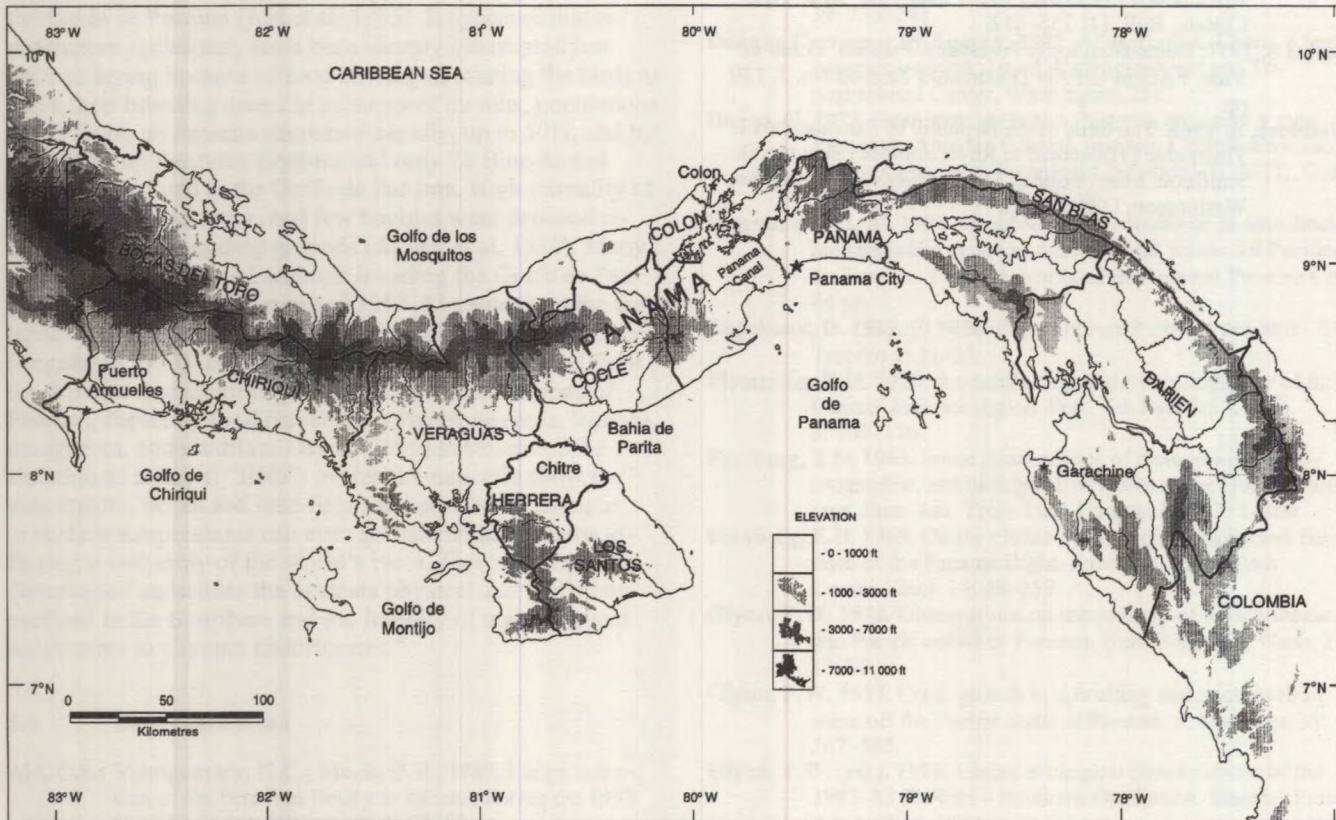 83° W
82° W
81° W
80° W
79° W
78° W
10° N
10° N
CARIBBEAN SEA
Colon
COLON
SAN BLAS
PANAMA
Golfo de los
Mosquitos
BOCAS DEL TORO
9° N
9° N
Panama
Canal
Panama City
PANAMA
Puerto
Armuelles
CHIRIQUI
COCLE
Golfo
de
Panama
DARIEN
VERAGUAS
Bahia de
Parita
Chitre
8° N
8° N
Golfo de
Chiriqui
Garachine
HERRERA
LOS
SANTOS
ELEVATION
- 0 - 1000 ft
- 1000 - 3000 ft
- 3000 - 7000 ft
- 7000 - 11 000 ft
Golfo de
Montijo
COLOMBIA
7° N
7° N
0
50
100
Kilometres
83° W
82° W
81° W
80° W
79° W
78° W